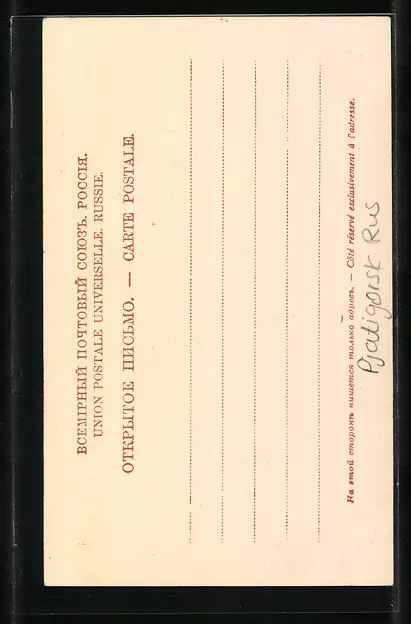 ВСЕМІРНЫЙ ПОЧТОВЫЙ СОЮЗЪ. РОССІЯ.
UNION POSTALE UNIVERSELLE. RUSSIE.
ОТКРЫТОЕ ПИСЬМО. — CARTE POSTALE.
На этой сторонѣ пишется только адресъ. — Côté réservé exclusivement à l'adresse.
Pjatigorsk Rus